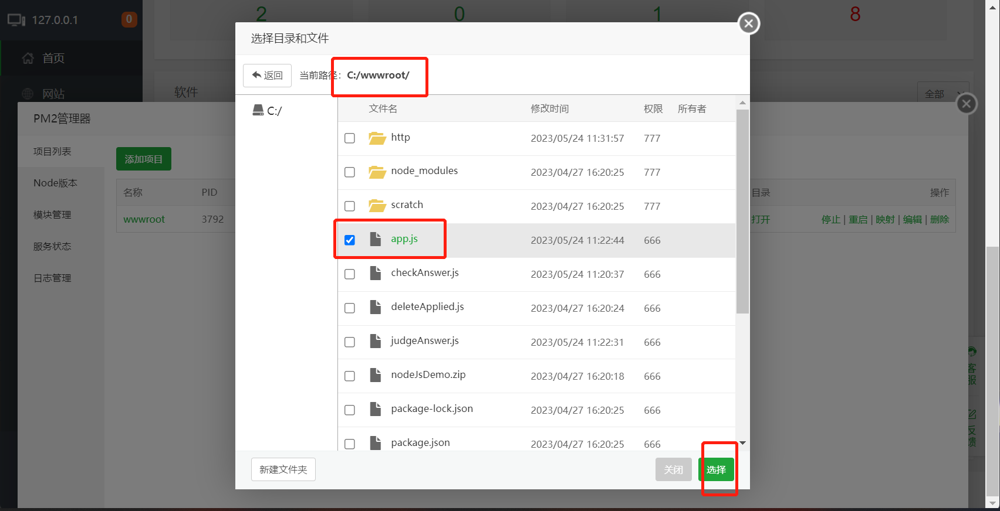 127.0.0.1
0
2
0
1
8
首页
网站
软件
全部
选择目录和文件
返回
当前路径：
C:/wwwroot/
C:/
文件名
修改时间
权限
所有者
http
2023/05/24 11:31:57
777
node_modules
2023/04/27 16:20:25
777
scratch
2023/04/27 16:20:25
777
app.js
2023/05/24 11:22:44
666
checkAnswer.js
2023/05/24 11:20:37
666
deleteApplied.js
2023/04/27 16:20:24
666
judgeAnswer.js
2023/05/24 11:22:31
666
nodeJsDemo.zip
2023/04/27 16:20:18
666
package-lock.json
2023/04/27 16:20:25
666
package.json
2023/04/27 16:20:25
666
新建文件夹
关闭
选择
PM2管理器
项目列表
Node版本
模块管理
服务状态
日志管理
添加项目
名称
PID
目录
操作
wwwroot
3792
打开
停止 | 重启 | 映射 | 编辑 | 删除
客服
反馈